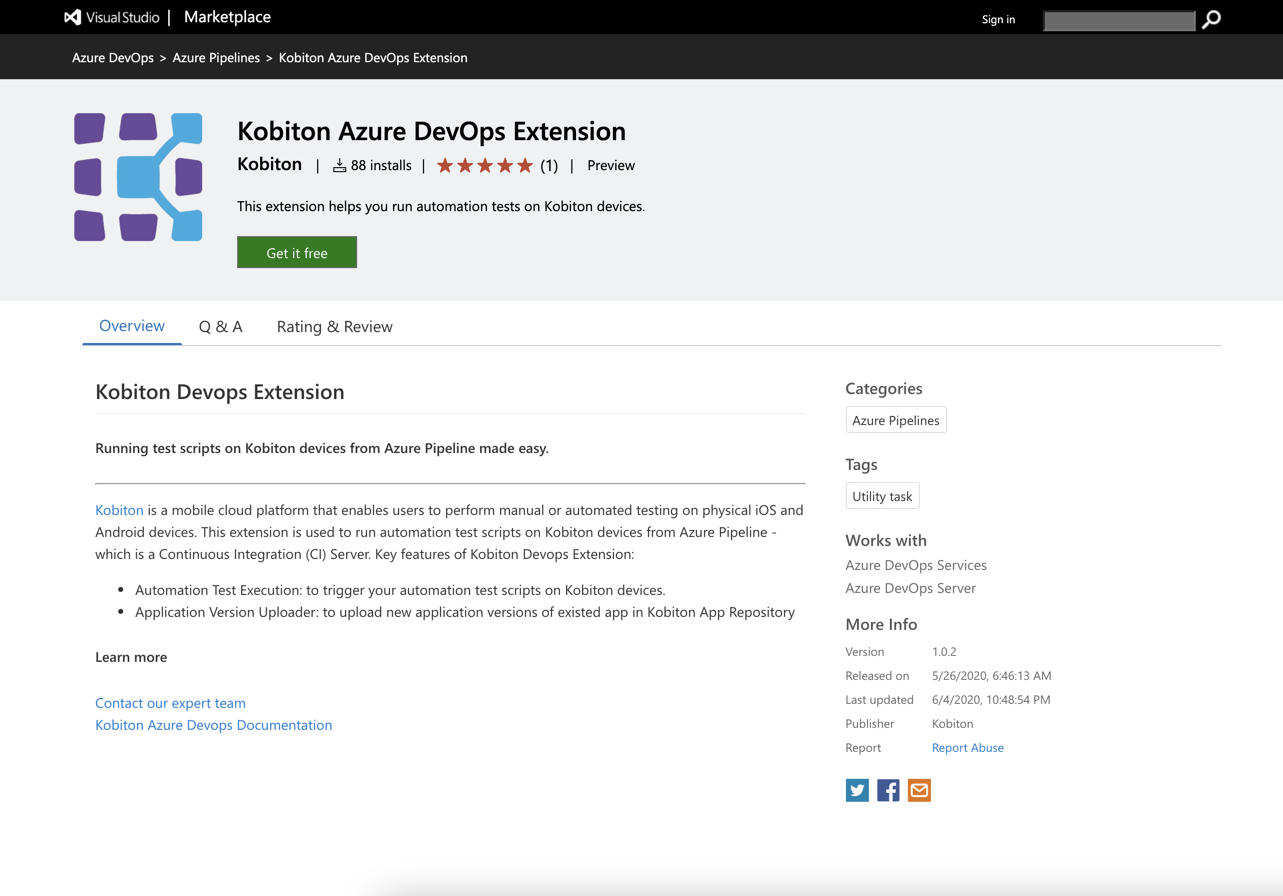 Visual Studio | Marketplace
Sign in
Azure DevOps > Azure Pipelines > Kobiton Azure DevOps Extension
Kobiton Azure DevOps Extension
Kobiton | 88 installs | (1) | Preview
This extension helps you run automation tests on Kobiton devices.
Get it free
Overview Q & A Rating & Review
Kobiton Devops Extension
Running test scripts on Kobiton devices from Azure Pipeline made easy.
Kobiton is a mobile cloud platform that enables users to perform manual or automated testing on physical iOS and
Android devices. This extension is used to run automation test scripts on Kobiton devices from Azure Pipeline -
which is a Continuous Integration (CI) Server. Key features of Kobiton Devops Extension:
• Automation Test Execution: to trigger your automation test scripts on Kobiton devices.
• Application Version Uploader: to upload new application versions of existed app in Kobiton App Repository
Learn more
Contact our expert team
Kobiton Azure Devops Documentation
Categories
Azure Pipelines
Tags
Utility task
Works with
Azure DevOps Services
Azure DevOps Server
More Info
Version 1.0.2
Released on 5/26/2020, 6:46:13 AM
Last updated 6/4/2020, 10:48:54 PM
Publisher Kobiton
Report Report Abuse